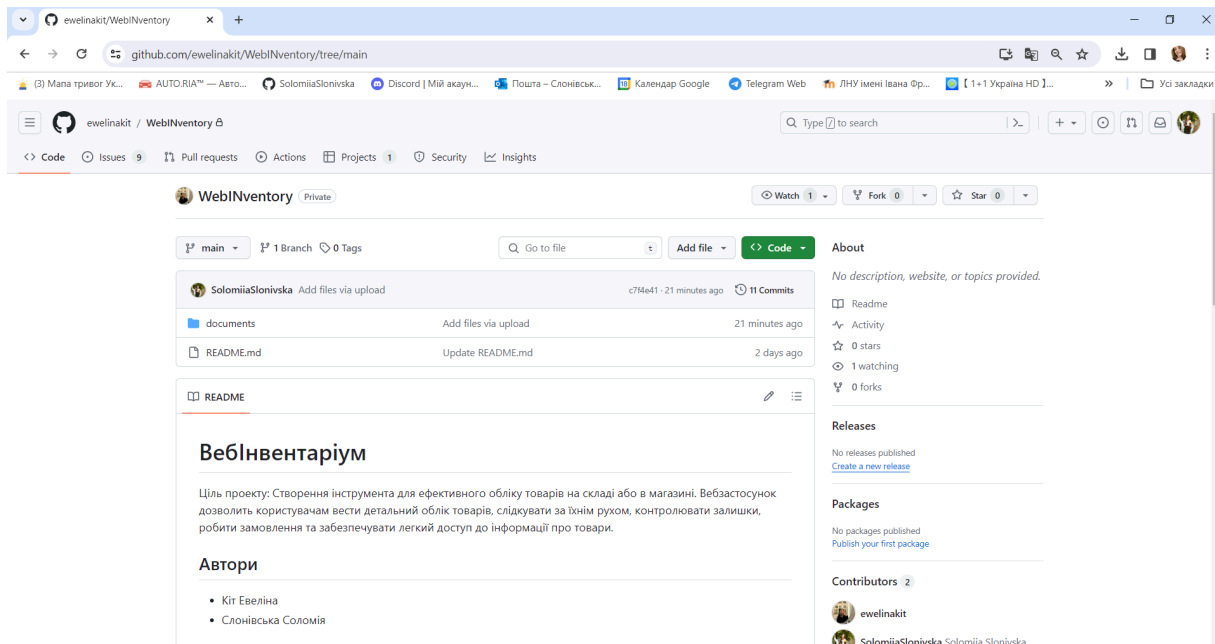 ewelinakit/WebINventory
github.com/ewelinakit/WebINventory/tree/main
(3) Мапа тривог Ук... AUTO.RIA™ — Авто... SolomiiaSlonivska Discord | Мій акаун... Пошта – Слонівськ... Календар Google Telegram Web ЛНУ імені Івана Фр... 【 1+1 Україна HD 】... » Усі закладки
ewelinakit / WebINventory Type / to search
Code Issues 9 Pull requests Actions Projects 1 Security Insights
WebINventory Private Watch 1 Fork 0 Star 0
main 1 Branch 0 Tags Go to file t Add file Code
SolomiiaSlonivska Add files via upload c7f4e41 · 21 minutes ago 11 Commits
documents Add files via upload 21 minutes ago
README.md Update README.md 2 days ago
README
ВебІнвентаріум
Ціль проекту: Створення інструмента для ефективного обліку товарів на складі або в магазині. Вебзастосунок
дозволить користувачам вести детальний облік товарів, слідкувати за їхнім рухом, контролювати залишки,
робити замовлення та забезпечувати легкий доступ до інформації про товари.
Автори
Кіт Евеліна
Слонівська Соломія
About
No description, website, or topics provided.
Readme
Activity
0 stars
1 watching
0 forks
Releases
No releases published
Create a new release
Packages
No packages published
Publish your first package
Contributors 2
ewelinakit
SolomiiaSlonivska Solomiia Slonivska